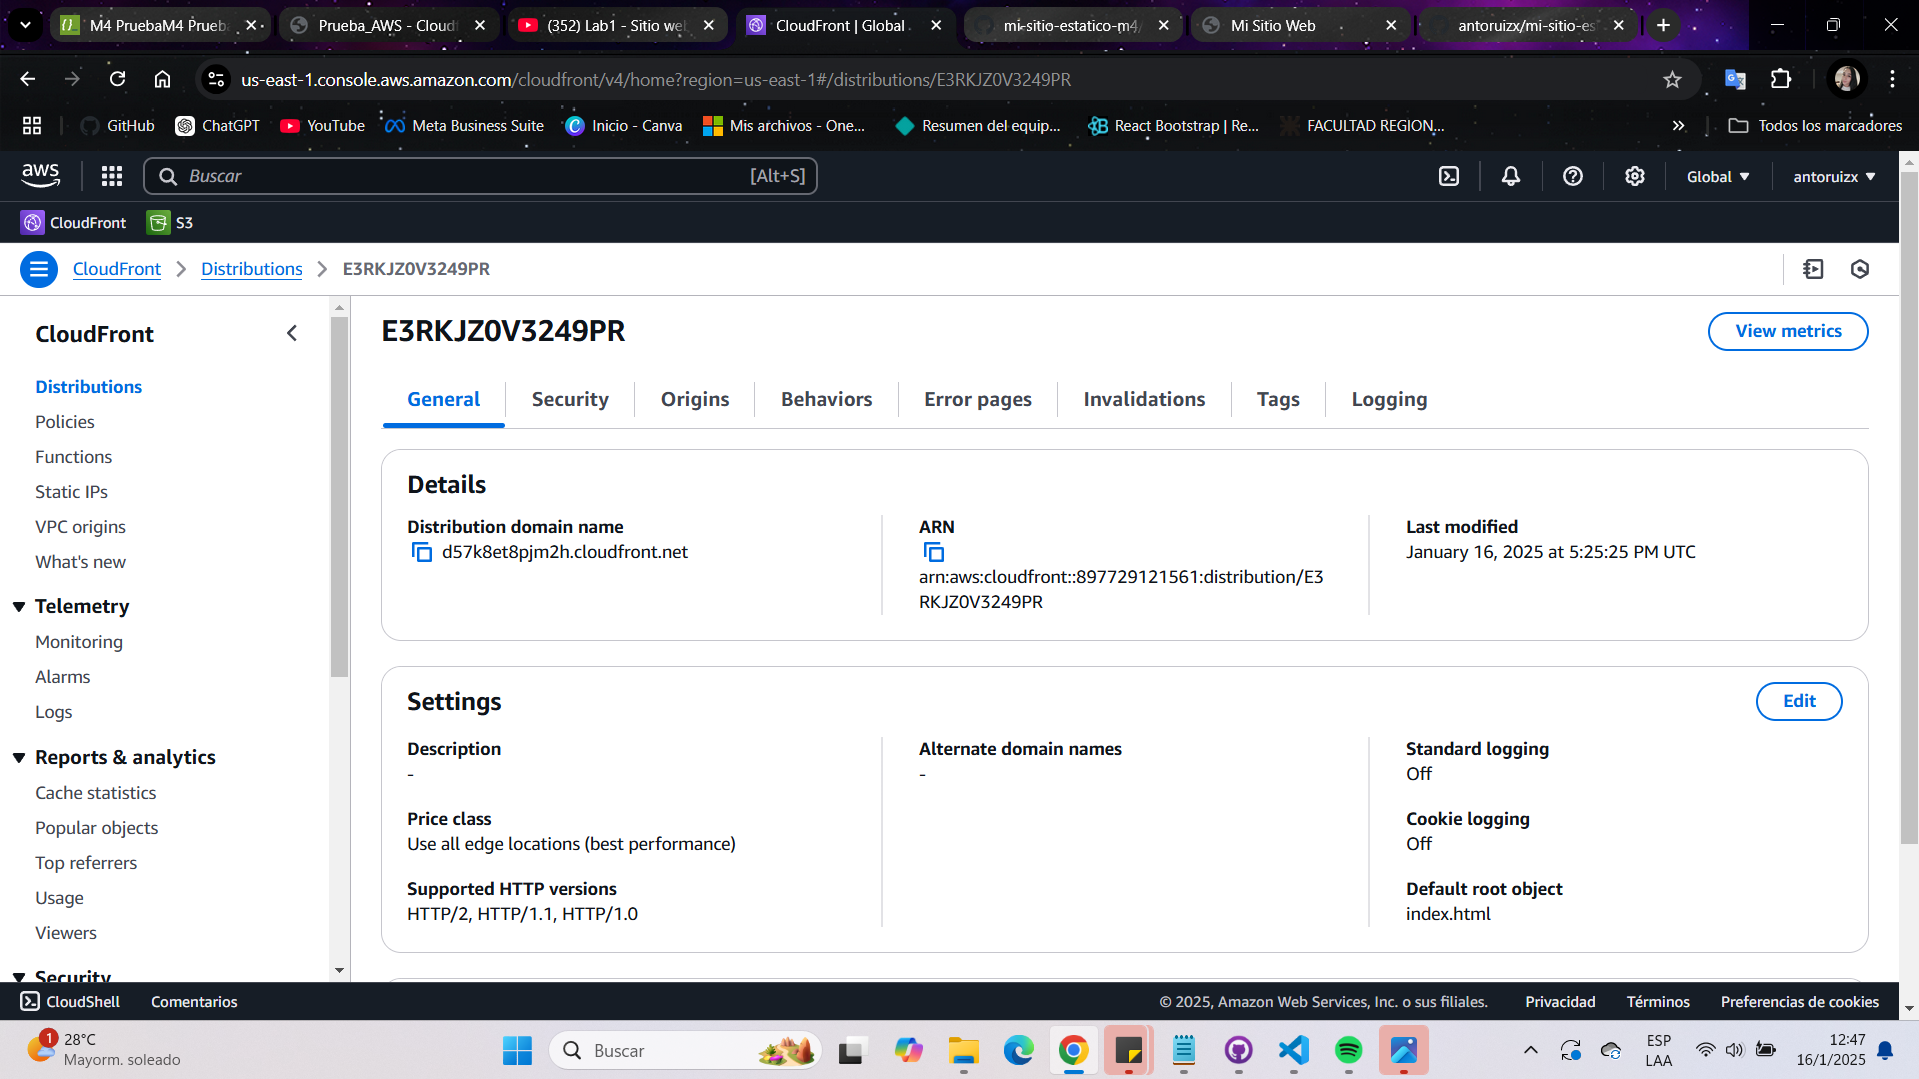 M4 PruebaM4 Prueb
Prueba_AWS - Cloudf
(352) Lab1 - Sitio we
CloudFront | Global
mi-sitio-estatico-m4/
Mi Sitio Web
antoruizx/mi-sitio-es
us-east-1.console.aws.amazon.com/cloudfront/v4/home?region=us-east-1#/distributions/E3RKJZ0V3249PR
GitHub
ChatGPT
YouTube
Meta Business Suite
Inicio - Canva
Mis archivos - One...
Resumen del equip...
React Bootstrap | Re...
FACULTAD REGION...
Todos los marcadores
aws
Buscar
[Alt+S]
Global
antoruizx
CloudFront
S3
CloudFront
Distributions
E3RKJZ0V3249PR
CloudFront
Distributions
Policies
Functions
Static IPs
VPC origins
What's new
Telemetry
Monitoring
Alarms
Logs
Reports & analytics
Cache statistics
Popular objects
Top referrers
Usage
Viewers
Security
E3RKJZ0V3249PR
View metrics
General
Security
Origins
Behaviors
Error pages
Invalidations
Tags
Logging
Details
Distribution domain name
d57k8et8pjm2h.cloudfront.net
ARN
arn:aws:cloudfront::897729121561:distribution/E3
RKJZ0V3249PR
Last modified
January 16, 2025 at 5:25:25 PM UTC
Settings
Edit
Description
-
Price class
Use all edge locations (best performance)
Supported HTTP versions
HTTP/2, HTTP/1.1, HTTP/1.0
Alternate domain names
-
Standard logging
Off
Cookie logging
Off
Default root object
index.html
CloudShell
Comentarios
© 2025, Amazon Web Services, Inc. o sus filiales.
Privacidad
Términos
Preferencias de cookies
1
28°C
Mayorm. soleado
Buscar
ESP
LAA
12:47
16/1/2025